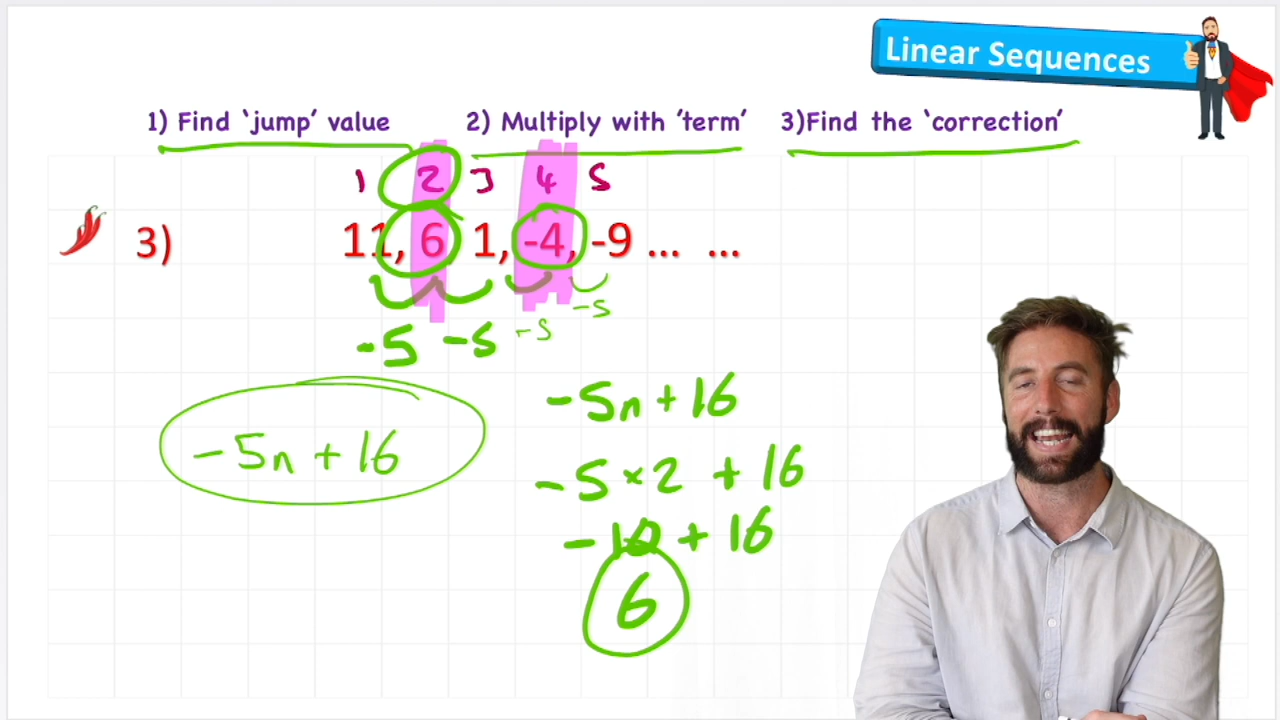 Linear Sequences
1) Find ‘jump’ value 2) Multiply with ‘term’ 3)Find the ‘correction’
1 2 3 4 5
3) 11, 6, 1, -4, -9 ... ...
-5
-5 -5 -5
-5n + 16
-5n + 16
-5 × 2 + 16
-10 + 16
6